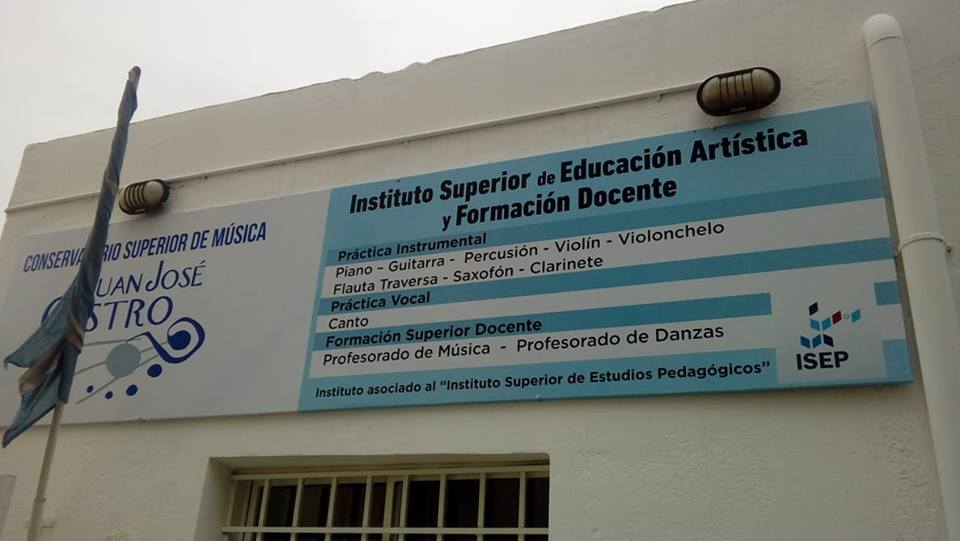 CONSERVATORIO SUPERIOR DE MÚSICA
JUAN JOSÉ
CASTRO
Instituto Superior de Educación Artística
y Formación Docente
Práctica Instrumental
Piano – Guitarra - Percusión - Violín - Violonchelo
Flauta Traversa - Saxofón - Clarinete
Práctica Vocal
Canto
Formación Superior Docente
Profesorado de Música - Profesorado de Danzas
Instituto asociado al “Instituto Superior de Estudios Pedagógicos”
ISEP